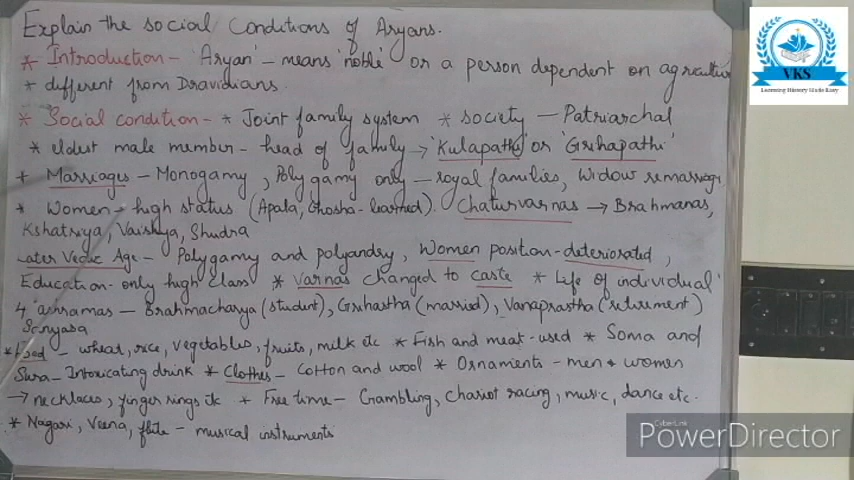 Explain the social conditions of Aryans.
* Introduction - 'Aryan' - means 'noble' or a person dependent on agricultur
* different from Dravidians.
* Social condition - * Joint family system * society - Patriarchal
* eldest male member - head of family → 'Kulapathi' or 'Grihapathi'
* Marriages - Monogamy, Polygamy only - royal families, Widow remarriage
* Women - high status (Apala, Ghosha - learned). Chaturvarnas → Brahmanas,
Kshatriya, Vaishya, Shudra
Later Vedic Age - Polygamy and polyandry, Women position - deteriorated,
Education - only high class * Varnas changed to caste * Life of individual
4 ashramas - Brahmacharya (student), Grihastha (married), Vanaprastha (retirement)
Sanyasa
* Food - wheat, rice, vegetables, fruits, milk etc * Fish and meat - used * Soma and
Sura - Intoxicating drink * Clothes - Cotton and wool * Ornaments - men & women
→ necklaces, finger rings etc * Free time - Gambling, chariot racing, music, dance etc.
* Nagari, Veena, flute - musical instruments
VKS
Learning History Made Easy
CyberLink
PowerDirector